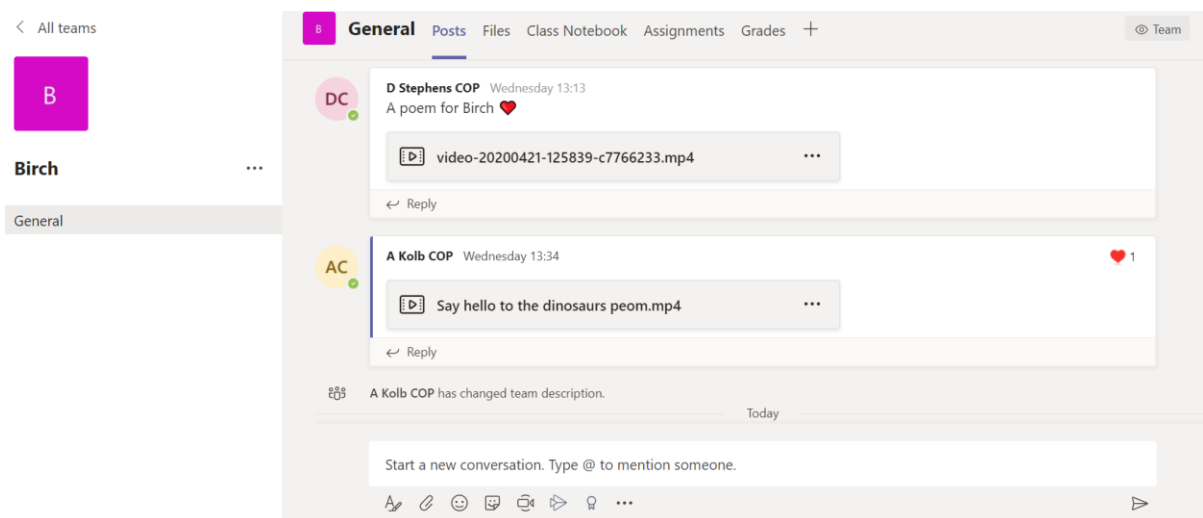 All teams
B
Birch
...
General
B General Posts Files Class Notebook Assignments Grades Team
DC
D Stephens COP Wednesday 13:13
A poem for Birch
video-20200421-125839-c7766233.mp4 ...
Reply
AC
A Kolb COP Wednesday 13:34 1
Say hello to the dinosaurs peom.mp4 ...
Reply
A Kolb COP has changed team description.
Today
Start a new conversation. Type @ to mention someone.